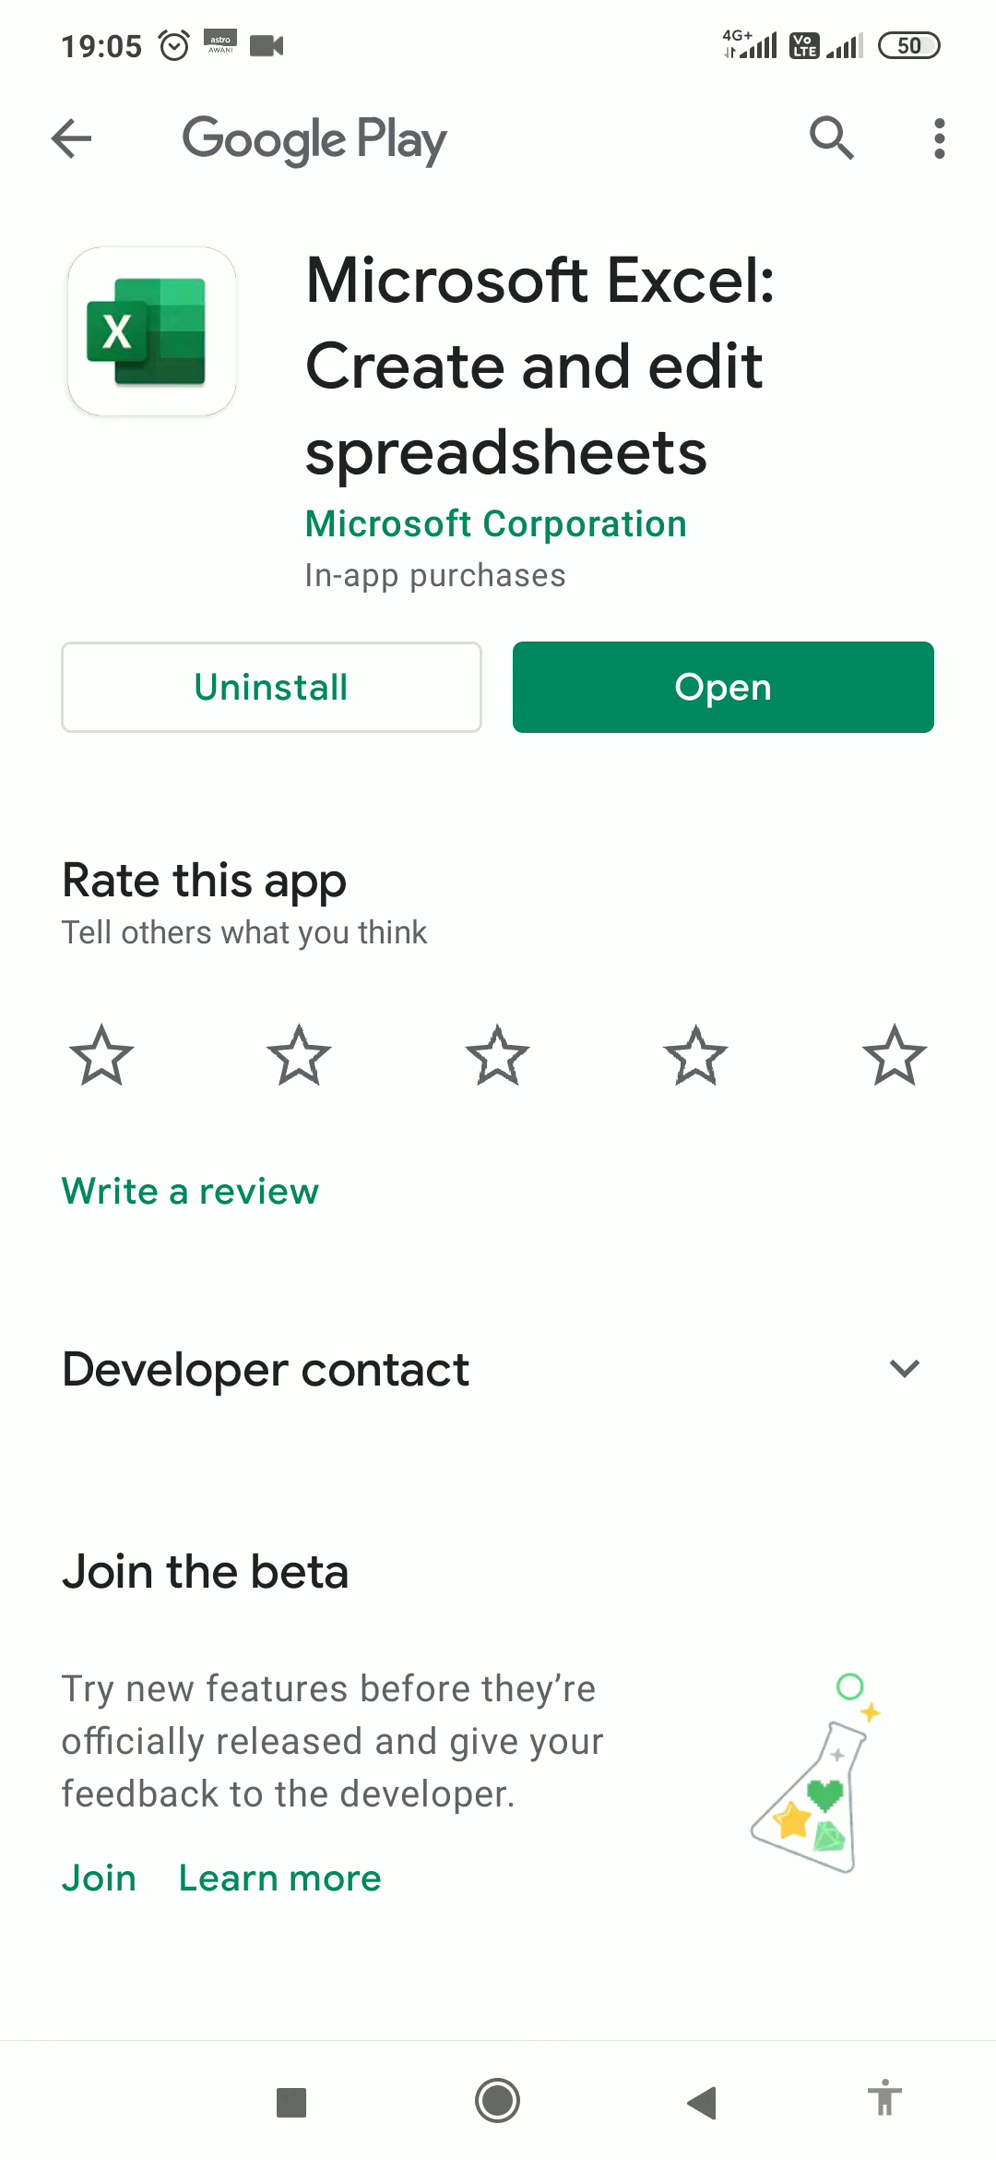 19:05 astro AWANI 4G+ Vo LTE 50
Google Play
X
Microsoft Excel:
Create and edit
spreadsheets
Microsoft Corporation
In-app purchases
Uninstall Open
Rate this app
Tell others what you think
Write a review
Developer contact
Join the beta
Try new features before they’re
officially released and give your
feedback to the developer.
Join Learn more